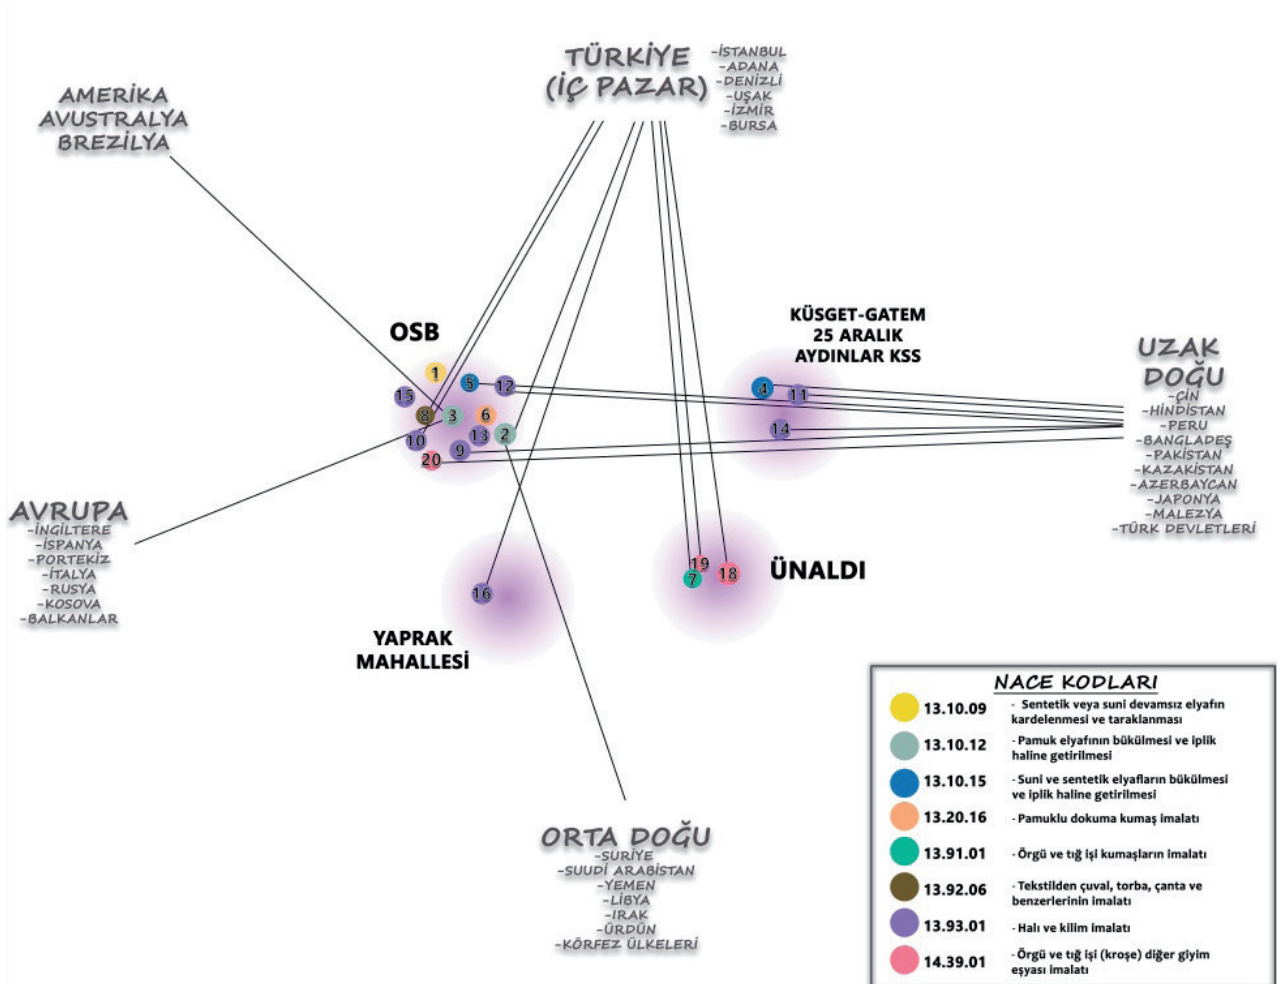 TÜRKİYE
(İÇ PAZAR)
-İSTANBUL
-ADANA
-DENİZLİ
-UŞAK
-İZMİR
-BURSA
AMERİKA
AVUSTRALYA
BREZİLYA
OSB
1
5
12
15
8
3
6
10
13
2
9
20
KÜSGET-GATEM
25 ARALIK
AYDINLAR KSS
4
11
14
UZAK
DOĞU
-ÇİN
-HİNDİSTAN
-PERU
-BANGLADEŞ
-PAKİSTAN
-KAZAKİSTAN
-AZERBAYCAN
-JAPONYA
-MALEZYA
-TÜRK DEVLETLERİ
AVRUPA
-İNGİLTERE
-İSPANYA
-PORTEKİZ
-İTALYA
-RUSYA
-KOSOVA
-BALKANLAR
16
YAPRAK
MAHALLESİ
19
7
18
ÜNALDI
ORTA DOĞU
-SURİYE
-SUUDİ ARABİSTAN
-YEMEN
-LİBYA
-IRAK
-ÜRDÜN
-KÖRFEZ ÜLKELERİ
NACE KODLARI
13.10.09 - Sentetik veya suni devamsız elyafın
kardelenmesi ve taraklanması
13.10.12 - Pamuk elyafının bükülmesi ve iplik
haline getirilmesi
13.10.15 - Suni ve sentetik elyafların bükülmesi
ve iplik haline getirilmesi
13.20.16 - Pamuklu dokuma kumaş imalatı
13.91.01 - Örgü ve tığ işi kumaşların imalatı
13.92.06 - Tekstilden çuval, torba, çanta ve
benzerlerinin imalatı
13.93.01 - Halı ve kilim imalatı
14.39.01 - Örgü ve tığ işi (kroşe) diğer giyim
eşyası imalatı